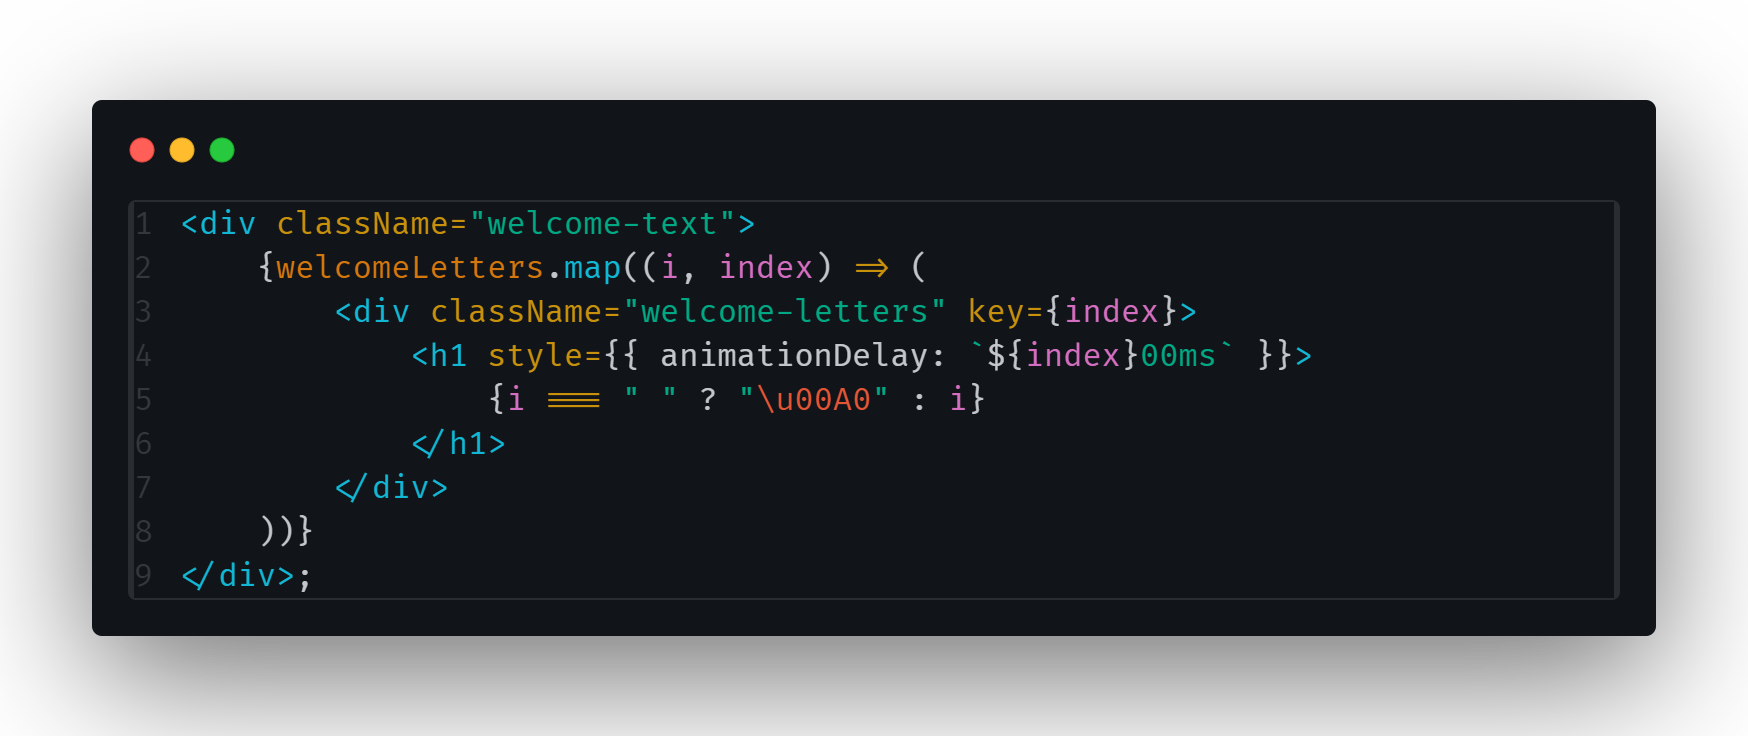 1 <div className="welcome-text">
2     {welcomeLetters.map((i, index) => (
3         <div className="welcome-letters" key={index}>
4             <h1 style={{ animationDelay: `${index}00ms` }}>
5                 {i === " " ? "\u00A0" : i}
6             </h1>
7         </div>
8     ))}
9 </div>;